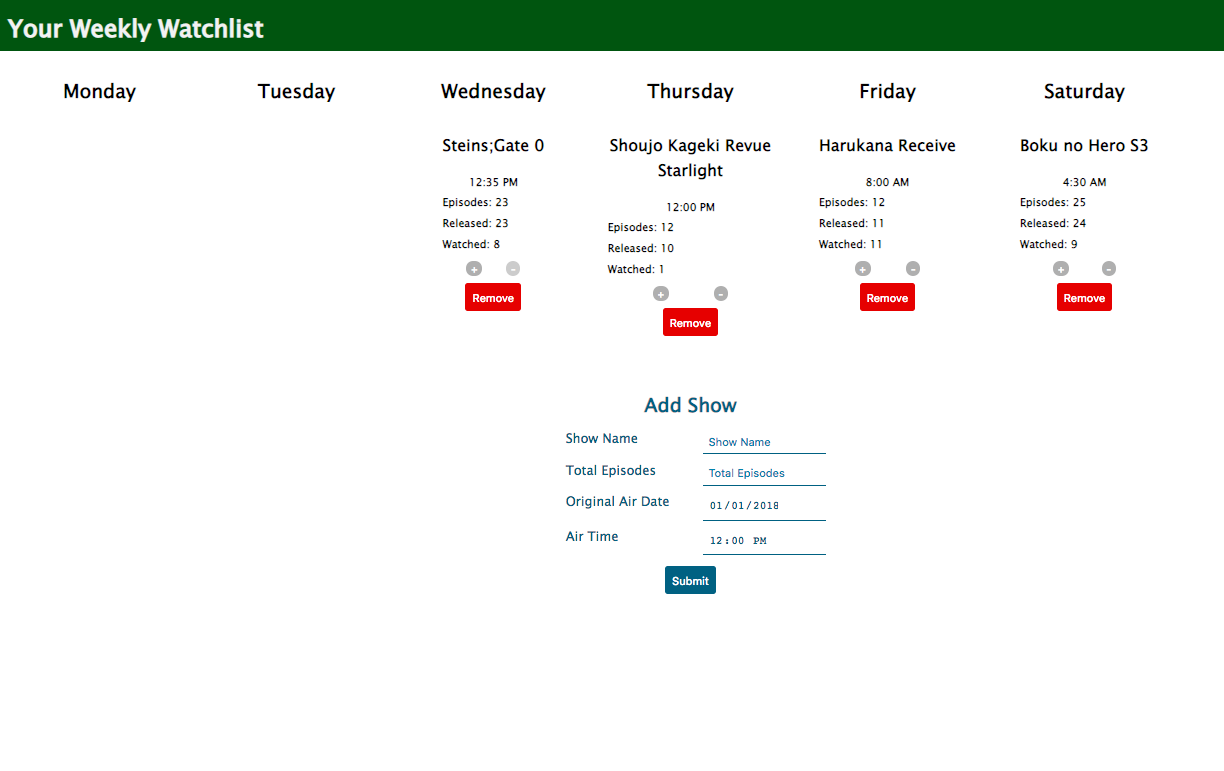 Your Weekly Watchlist
Monday
Tuesday
Wednesday
Thursday
Friday
Saturday
Steins;Gate 0
12:35 PM
Episodes: 23
Released: 23
Watched: 8
+ -
Remove
Shoujo Kageki Revue
Starlight
12:00 PM
Episodes: 12
Released: 10
Watched: 1
+ -
Remove
Harukana Receive
8:00 AM
Episodes: 12
Released: 11
Watched: 11
+ -
Remove
Boku no Hero S3
4:30 AM
Episodes: 25
Released: 24
Watched: 9
+ -
Remove
Add Show
Show Name Show Name
Total Episodes Total Episodes
Original Air Date 01/01/2018
Air Time 12:00 PM
Submit